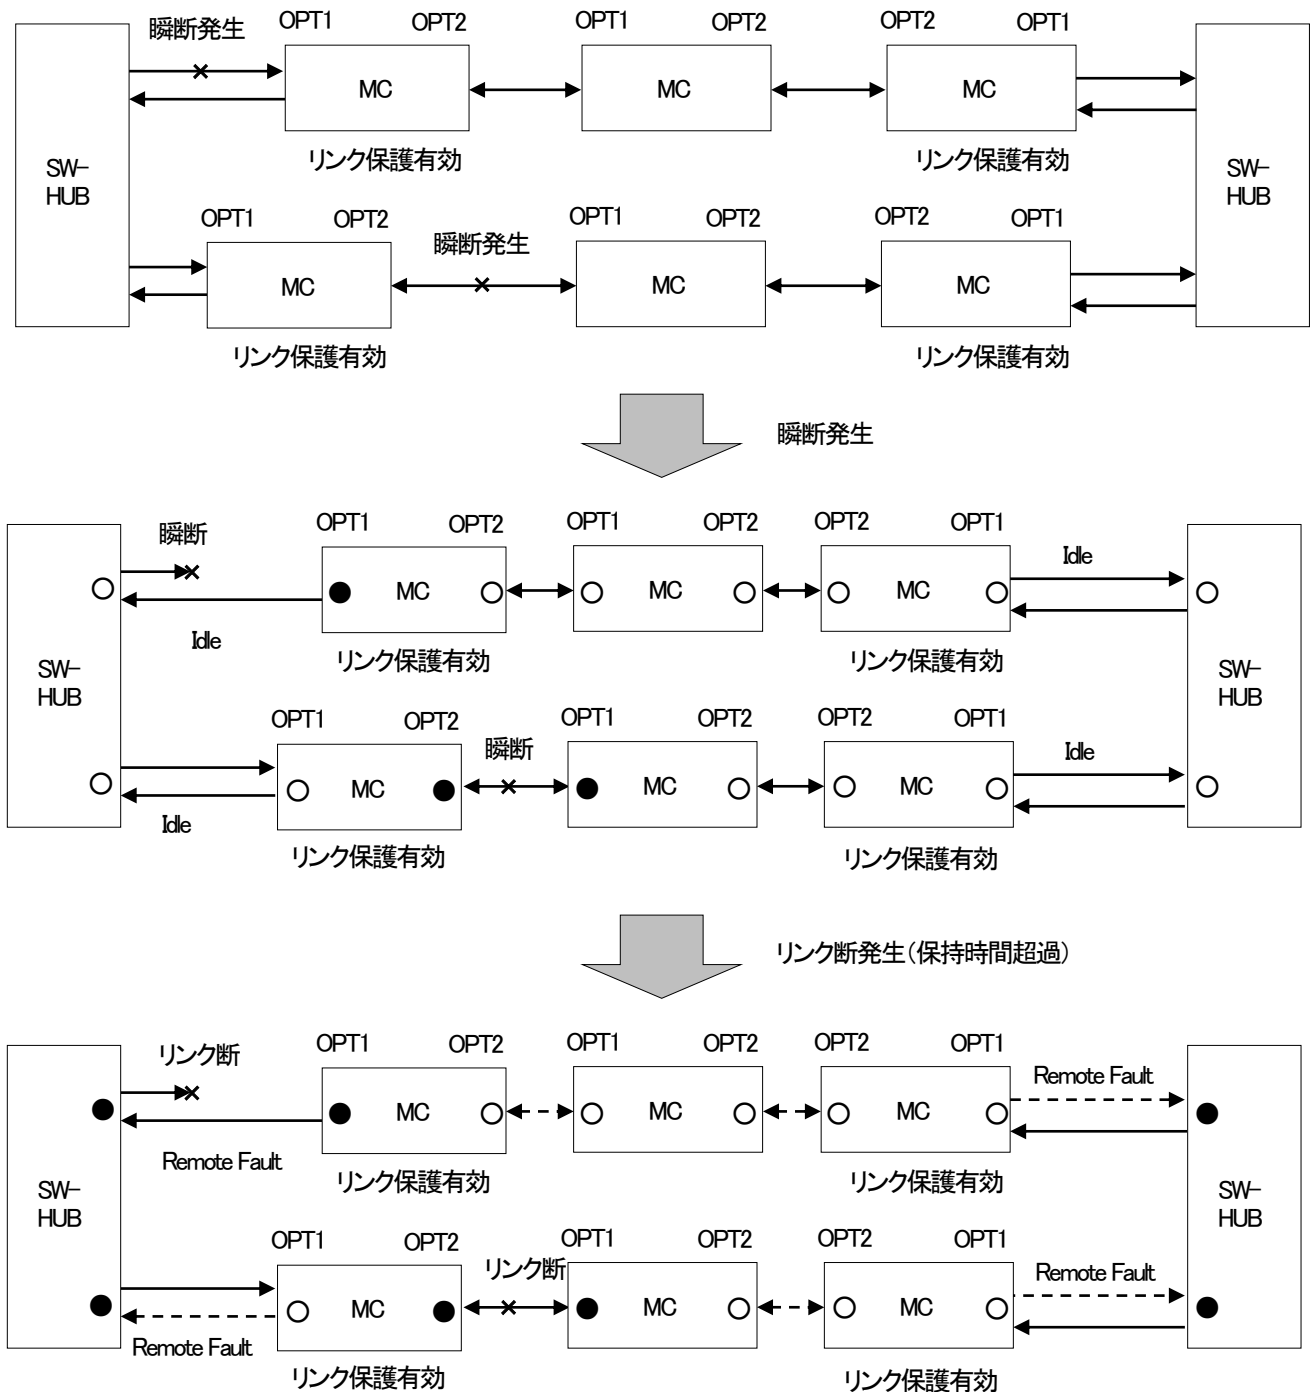 瞬断発生
OPT1
OPT2
OPT1
OPT2
OPT2
OPT1
MC
MC
MC
リンク保護有効
リンク保護有効
SW-
HUB
SW-
HUB
OPT1
OPT2
瞬断発生
OPT1
OPT2
OPT2
OPT1
MC
MC
MC
リンク保護有効
リンク保護有効
瞬断発生
瞬断
OPT1
OPT2
OPT1
OPT2
OPT2
OPT1
Idle
MC
MC
MC
Idle
リンク保護有効
リンク保護有効
SW-
HUB
SW-
HUB
OPT1
OPT2
瞬断
OPT1
OPT2
OPT2
OPT1
Idle
MC
MC
MC
Idle
リンク保護有効
リンク保護有効
リンク断発生（保持時間超過）
リンク断
OPT1
OPT2
OPT1
OPT2
OPT2
OPT1
Remote Fault
MC
MC
MC
Remote Fault
リンク保護有効
リンク保護有効
SW-
HUB
SW-
HUB
OPT1
OPT2
リンク断
OPT1
OPT2
OPT2
OPT1
Remote Fault
MC
MC
MC
Remote Fault
リンク保護有効
リンク保護有効